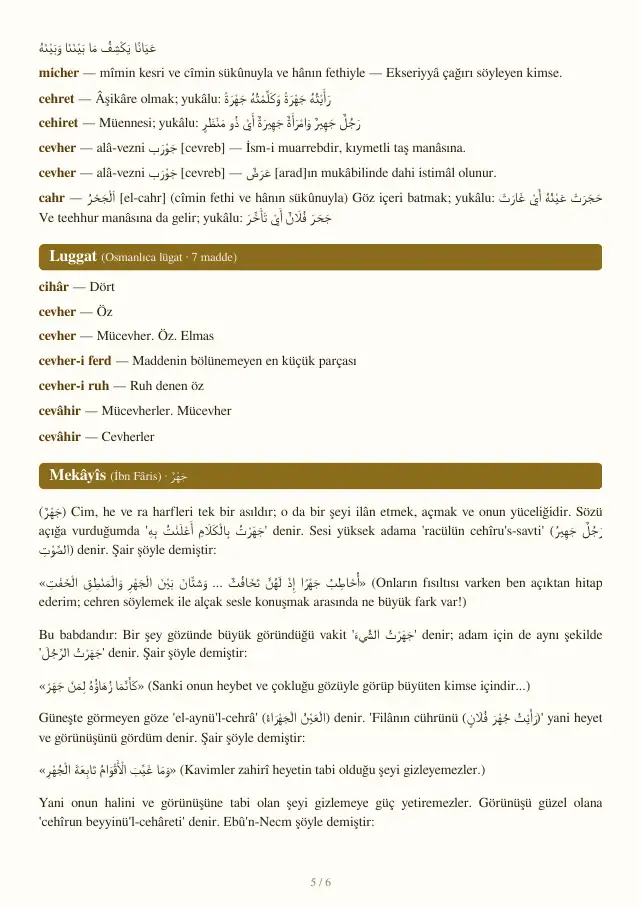 عَيَانًا يَكْشِفُ مَا بَيْنَنَا وَبَيْنَهُ
micher — mîmin kesri ve cîmin sükûnuyla ve hânın fethiyle — Ekseriyyâ çağırı söyleyen kimse.
cehret — Âşikâre olmak; yukâlu: رَأَيْتُهُ جَهْرَةً وَكَلَّمْتُهُ جَهْرَةً
cehiret — Müennesi; yukâlu: رَجُلٌ جَهِيرٌ وَامْرَأَةٌ جَهِيرَةٌ أَيْ ذُو مَنْظَرٍ
cevher — alâ-vezni جَوْرَب [cevreb] — İsm-i muarrebdir, kıymetli taş manâsına.
cevher — alâ-vezni جَوْرَب [cevreb] — عَرَضٌ [arad]ın mukâbilinde dahi istimâl olunur.
cahr — اَلْجَحْرُ [el-cahr] (cîmin fethi ve hânın sükûnuyla) Göz içeri batmak; yukâlu: حَجَرَتْ عَيْنُهُ أَيْ غَارَتْ
Ve teehhur manâsına da gelir; yukâlu: جَحَرَ فُلَانٌ أَيْ تَأَخَّرَ
Luggat (Osmanlıca lügat · 7 madde)
cihâr — Dört
cevher — Öz
cevher — Mücevher. Öz. Elmas
cevher-i ferd — Maddenin bölünemeyen en küçük parçası
cevher-i ruh — Ruh denen öz
cevâhir — Mücevherler. Mücevher
cevâhir — Cevherler
Mekâyîs (İbn Fâris) · جَهْرٌ
(جَهْرٌ) Cim, he ve ra harfleri tek bir asıldır; o da bir şeyi ilân etmek, açmak ve onun yüceliğidir. Sözü
açığa vurduğumda 'جَهَرْتُ بِالْكَلَامِ أَعْلَنْتُ بِهِ' denir. Sesi yüksek adama 'racülün cehîru's-savti' (رَجُلٌ جَهِيرُ
الصَّوْتِ) denir. Şair şöyle demiştir:
«أُخَاطِبُ جَهْرًا إِذْ لَهُنَّ تَخَافُتٌ ... وَشَتَّانَ بَيْنَ الْجَهْرِ وَالْمَنْطِقِ الْخَفْتِ» (Onların fısıltısı varken ben açıktan hitap
ederim; cehren söylemek ile alçak sesle konuşmak arasında ne büyük fark var!)
Bu babdandır: Bir şey gözünde büyük göründüğü vakit 'جَهَرْتُ الشَّيْءَ' denir; adam için de aynı şekilde
'جَهَرْتُ الرَّجُلَ' denir. Şair şöyle demiştir:
«كَأَنَّمَا زُهَاؤُهُ لِمَنْ جَهَرَ» (Sanki onun heybet ve çokluğu gözüyle görüp büyüten kimse içindir...)
Güneşte görmeyen göze 'el-aynü'l-cehrâ' (الْعَيْنُ الْجَهْرَاءُ) denir. 'Filânın cührünü (رَأَيْتُ جُهْرَ فُلَانٍ)' yani heyet
ve görünüşünü gördüm denir. Şair şöyle demiştir:
«وَمَا غَيَّبَ الْأَقْوَامُ تَابِعَةَ الْجُهْرِ» (Kavimler zahirî heyetin tabi olduğu şeyi gizleyemezler.)
Yani onun halini ve görünüşüne tabi olan şeyi gizlemeye güç yetiremezler. Görünüşü güzel olana
'cehîrun beyyinü'l-cehâreti' denir. Ebû'n-Necm şöyle demiştir:
5 / 6